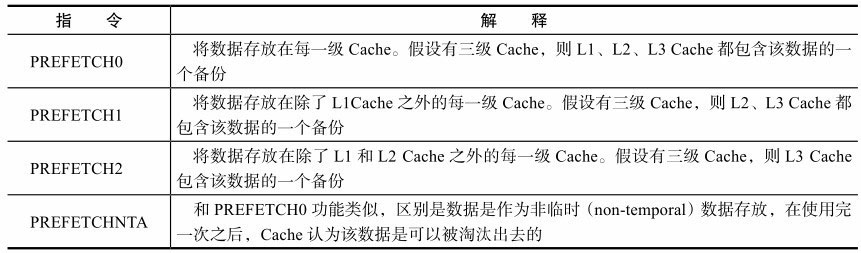 指 令 解 释
将数据存放在每一级 Cache。假设有三级 Cache，则 L1、L2、L3 Cache 都包含该数据的一
PREFETCH0
个备份
将数据存放在除了 L1Cache 之外的每一级 Cache。假设有三级 Cache，则 L2、L3 Cache 都
PREFETCH1
包含该数据的一个备份
将数据存放在除了 L1 和 L2 Cache 之外的每一级 Cache。假设有三级 Cache，则 L3 Cache
PREFETCH2
包含该数据的一个备份
和 PREFETCH0 功能类似，区别是数据是作为非临时（non-temporal）数据存放，在使用完
PREFETCHNTA
一次之后，Cache 认为该数据是可以被淘汰出去的